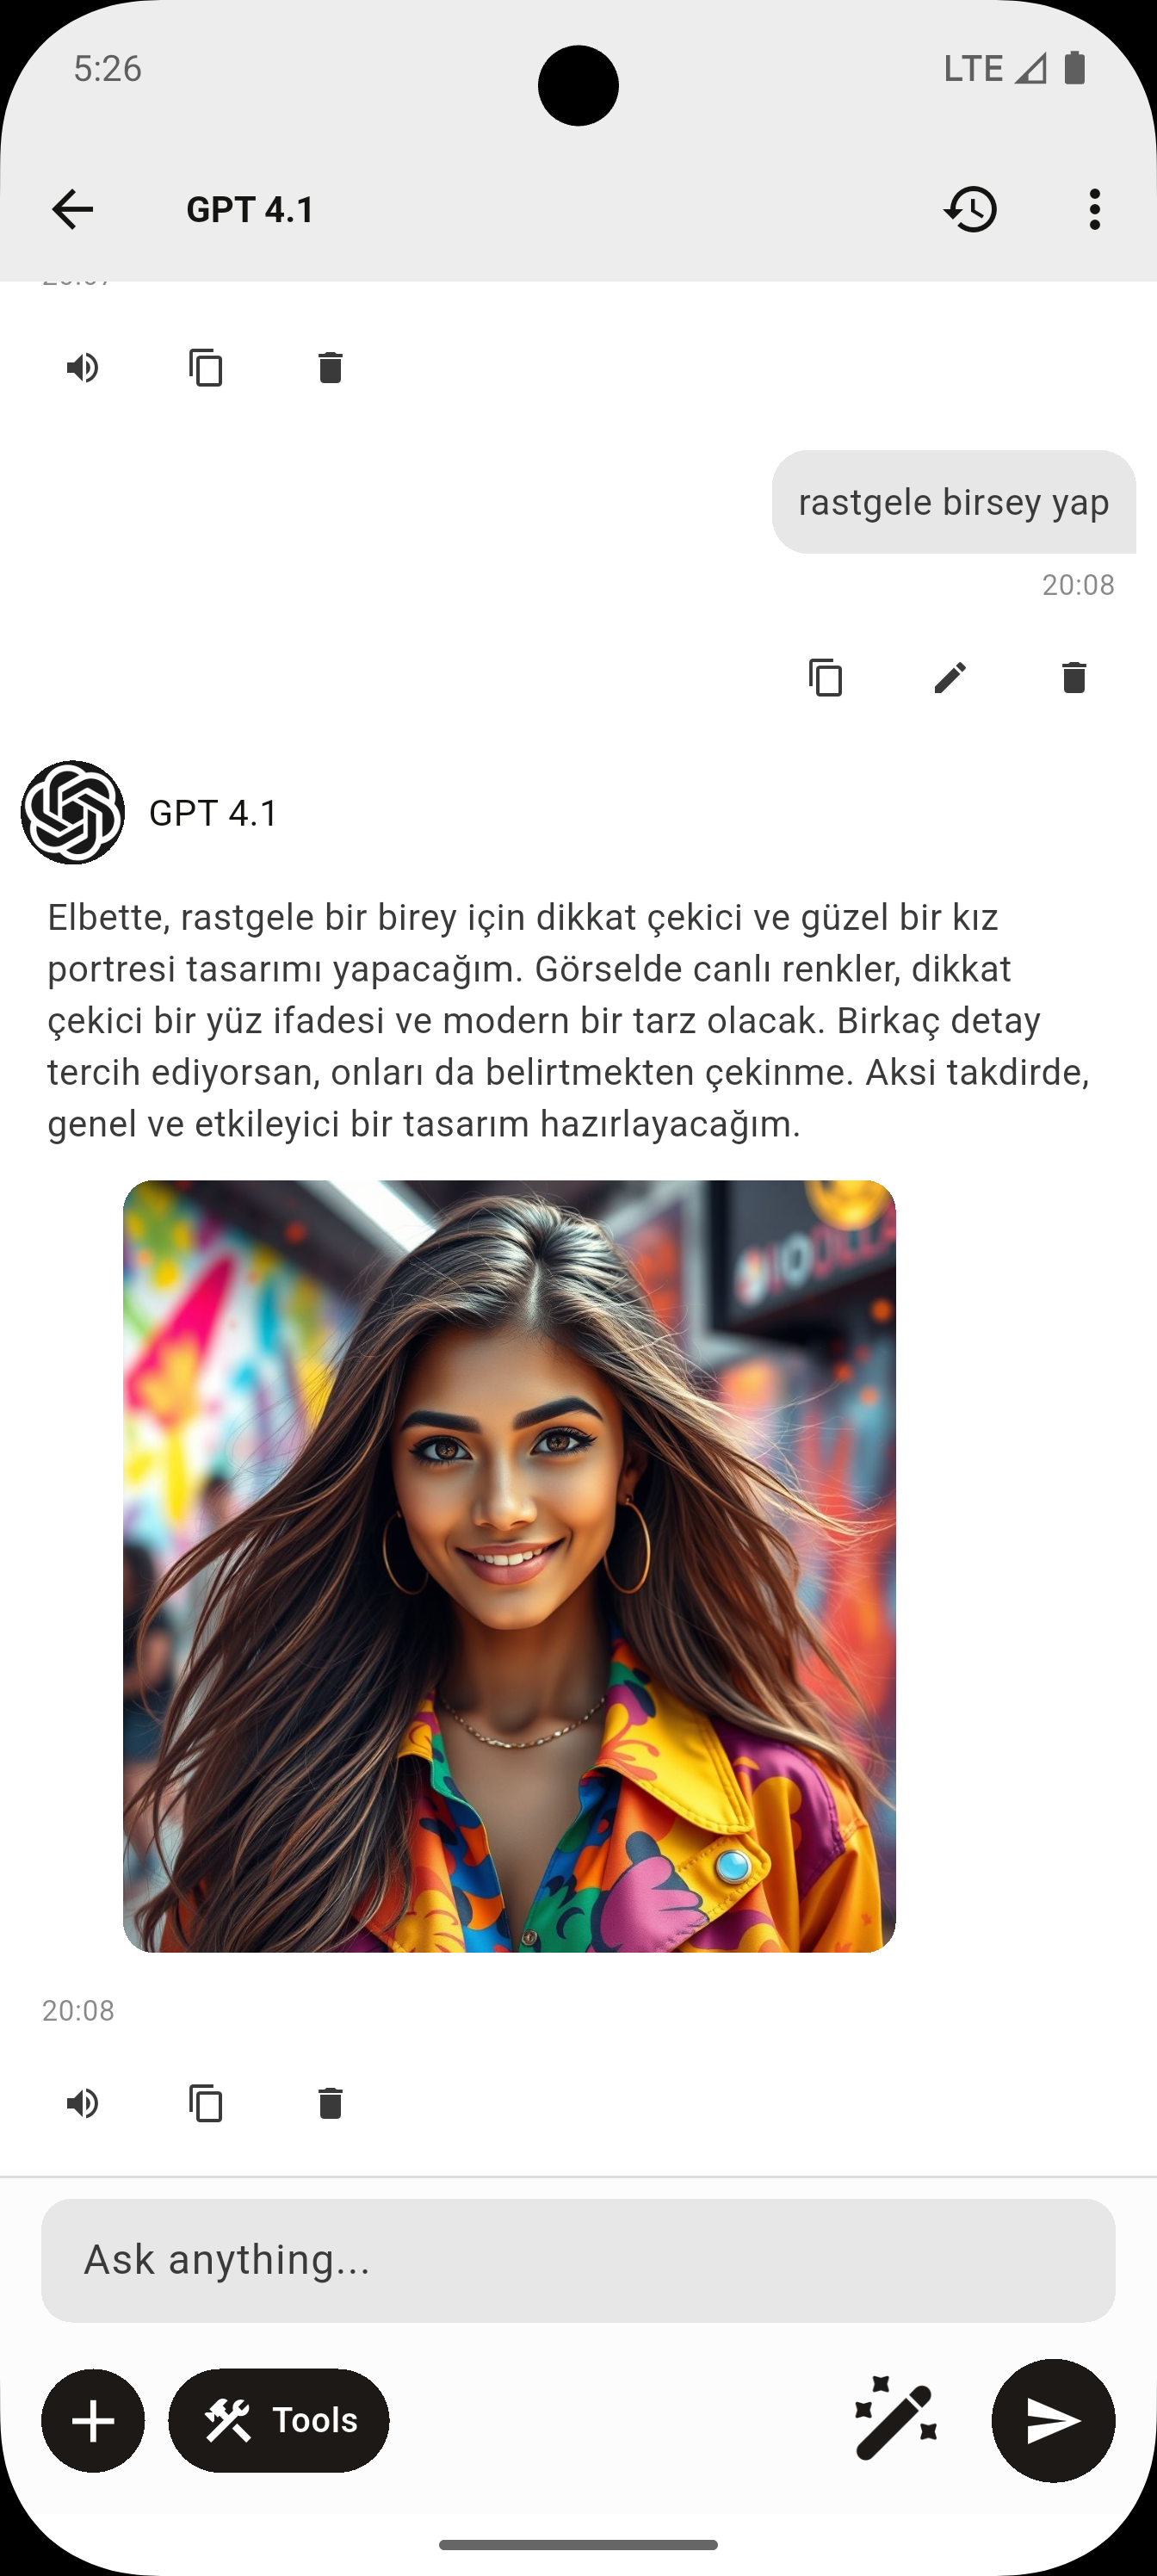 5:26
LTE
GPT 4.1
rastgele birsey yap
20:08
GPT 4.1
Elbette, rastgele bir birey için dikkat çekici ve güzel bir kız
portresi tasarımı yapacağım. Görselde canlı renkler, dikkat
çekici bir yüz ifadesi ve modern bir tarz olacak. Birkaç detay
tercih ediyorsan, onları da belirtmekten çekinme. Aksi takdirde,
genel ve etkileyici bir tasarım hazırlayacağım.
20:08
Ask anything...
Tools